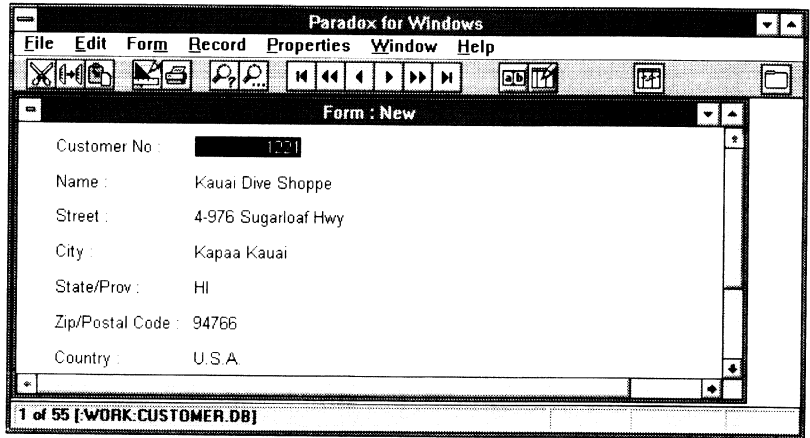 Paradox for Windows
File Edit Form Record Properties Window Help
Form : New
Customer No : 1221
Name : Kauai Dive Shoppe
Street : 4-976 Sugarloaf Hwy
City : Kapaa Kauai
State/Prov : HI
Zip/Postal Code : 94766
Country : U.S.A.
1 of 55 [:WORK:CUSTOMER.DB]